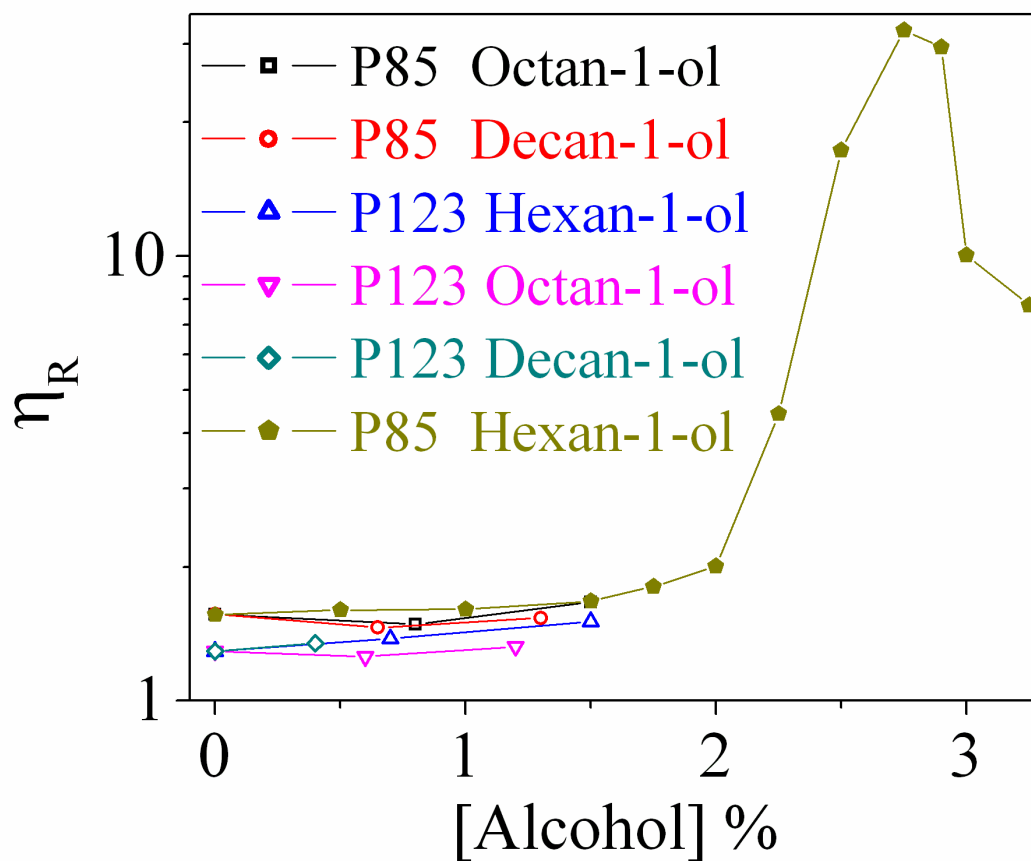 P85 Octan-1-ol
P85 Decan-1-ol
P123 Hexan-1-ol
P123 Octan-1-ol
P123 Decan-1-ol
P85 Hexan-1-ol
10
1
ηR
0 1 2 3
[Alcohol] %